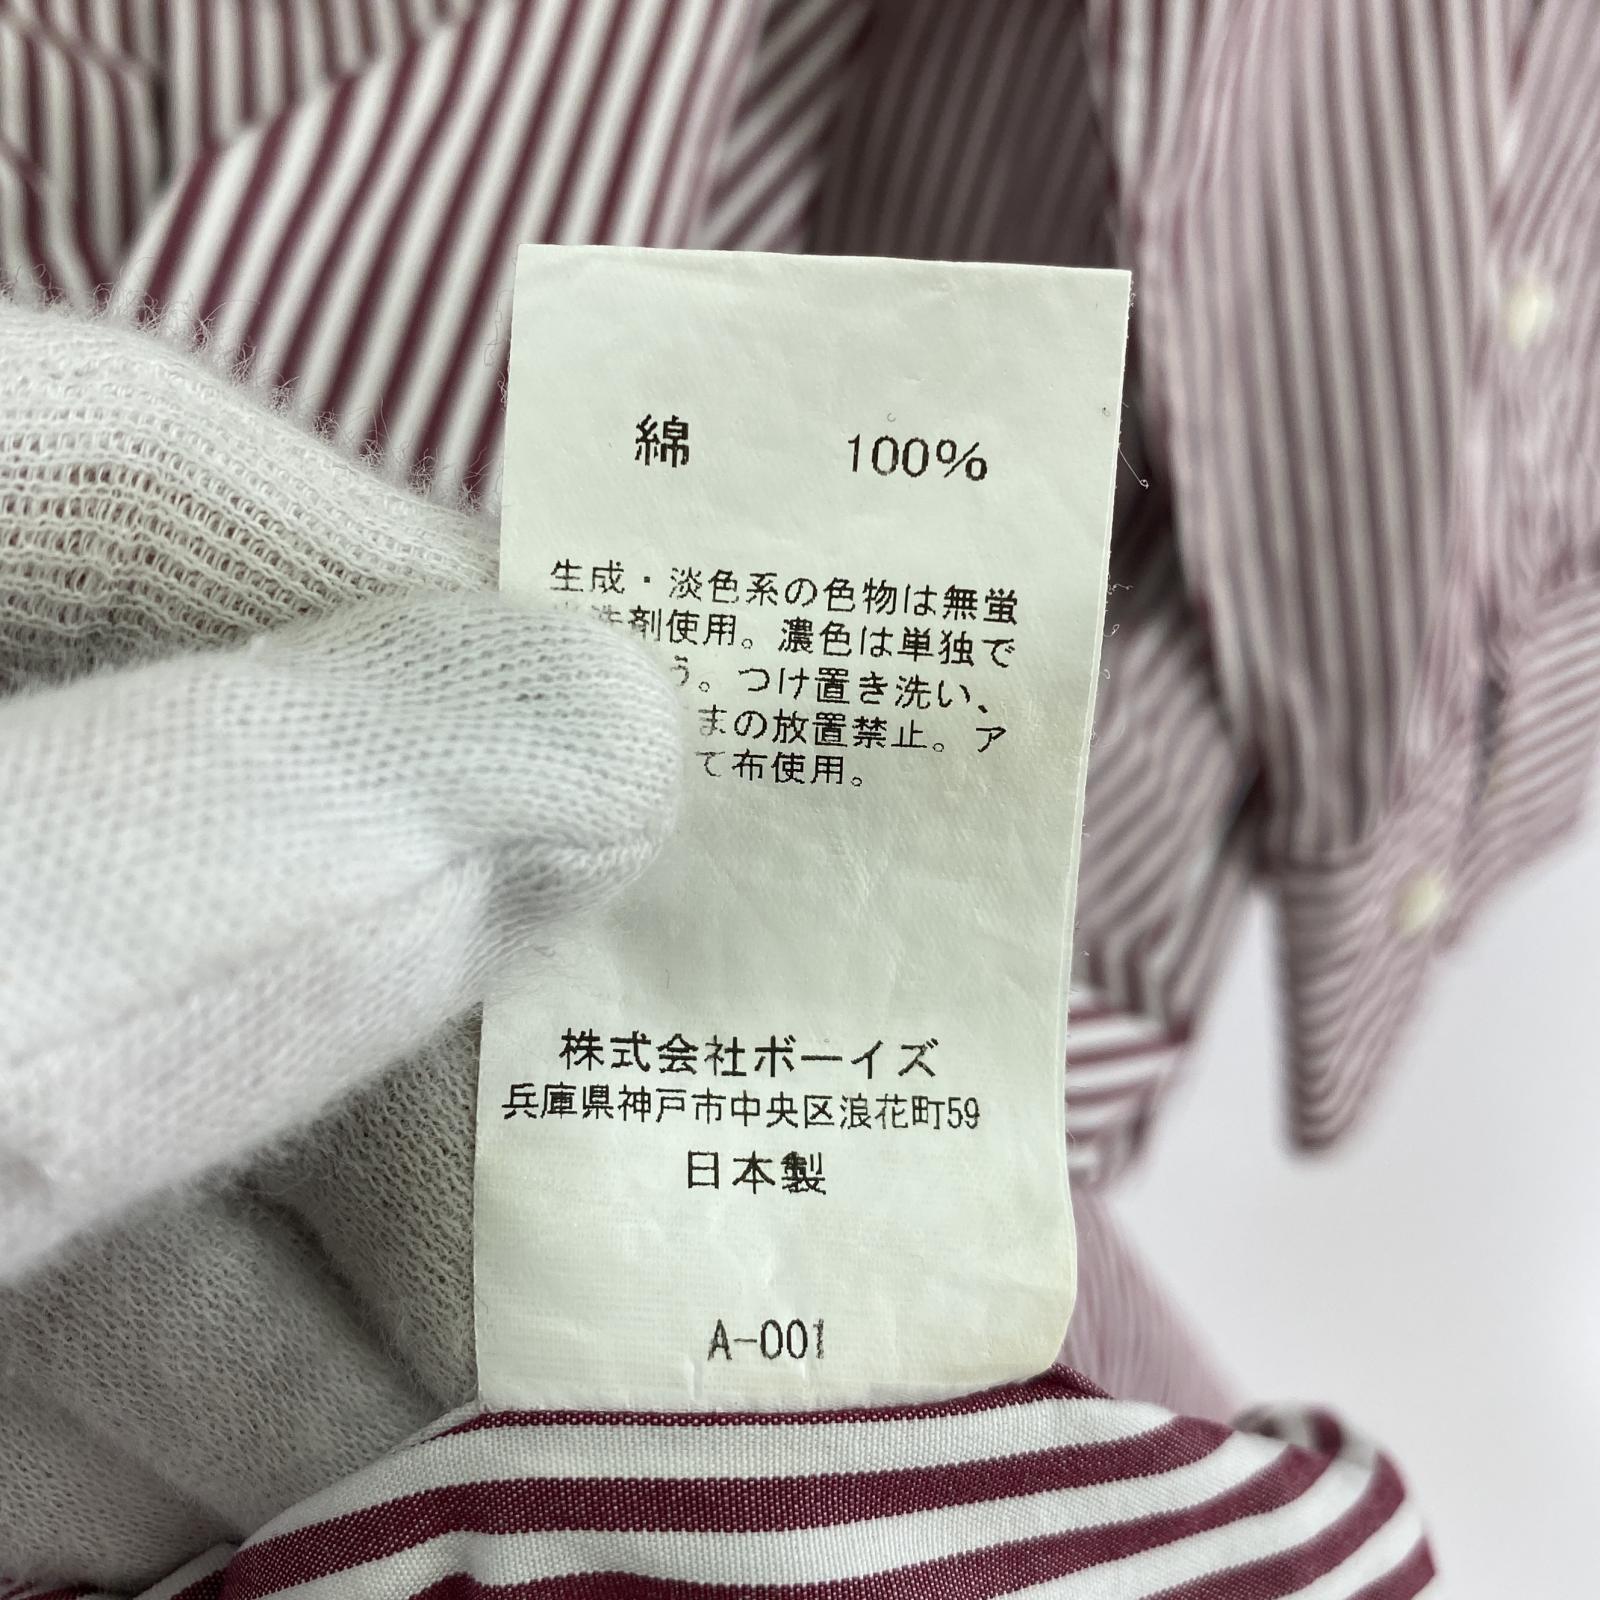 綿 100%
生成・淡色系の色物は無蛍
剤使用。濃色は単独で
う。つけ置き洗い、
まの放置禁止。ア
て布使用。
株式会社ボーイズ
兵庫県神戸市中央区浪花町59
日本製
A-001